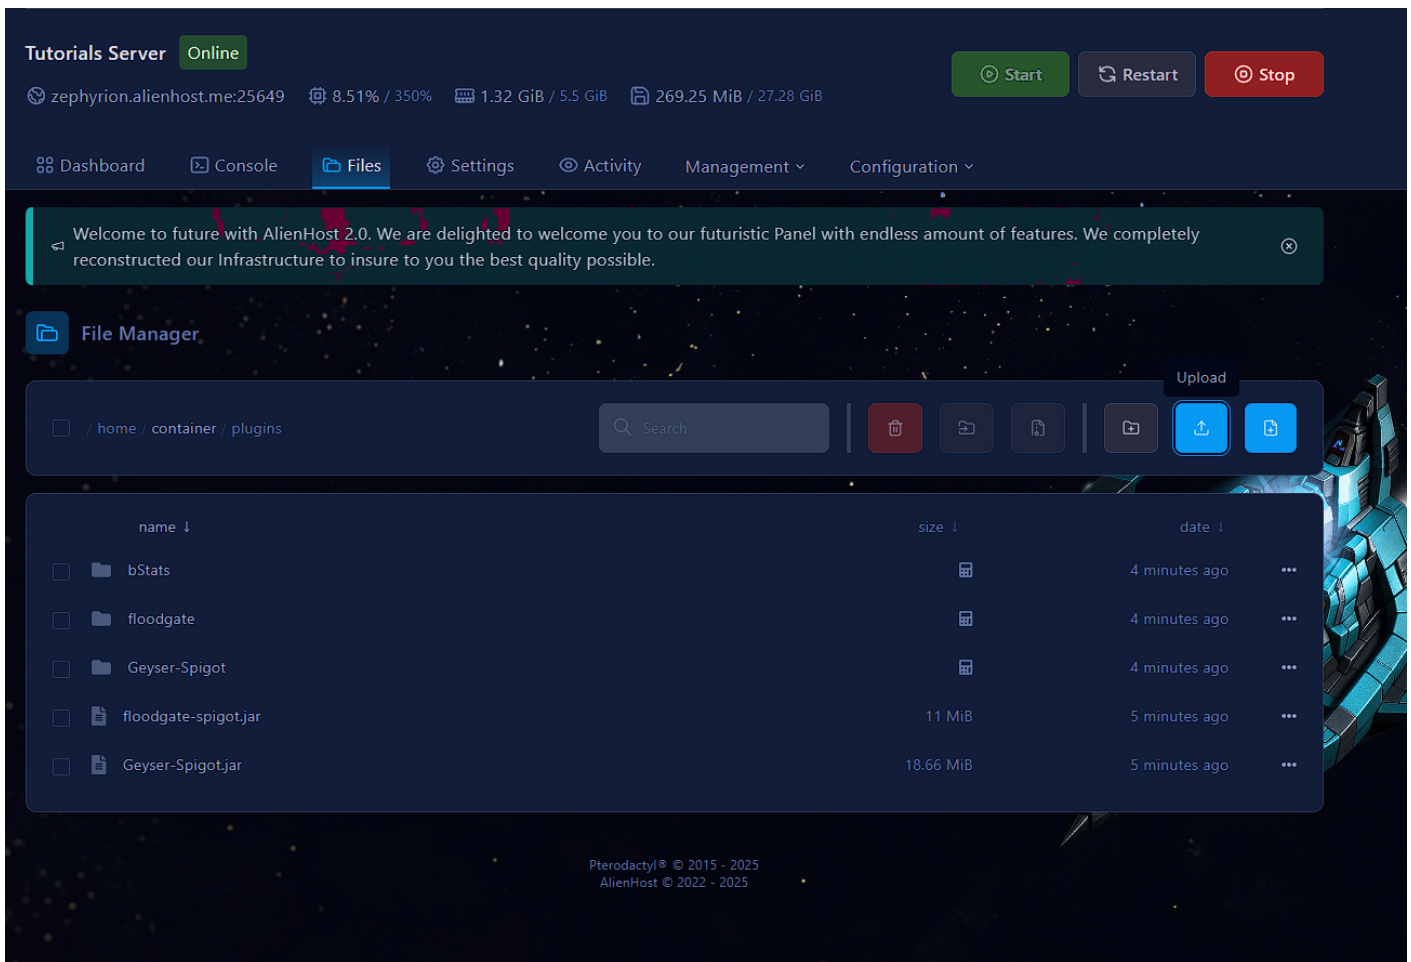 Tutorials Server Online
Start Restart Stop
zephyrion.alienhost.me:25649 8.51% / 350% 1.32 GiB / 5.5 GiB 269.25 MiB / 27.28 GiB
Dashboard Console Files Settings Activity Management Configuration
Welcome to future with AlienHost 2.0. We are delighted to welcome you to our futuristic Panel with endless amount of features. We completely
reconstructed our Infrastructure to insure to you the best quality possible.
File Manager
Upload
/ home / container / plugins Search
name ↓ size ↓ date ↓
bStats 4 minutes ago
floodgate 4 minutes ago
Geyser-Spigot 4 minutes ago
floodgate-spigot.jar 11 MiB 5 minutes ago
Geyser-Spigot.jar 18.66 MiB 5 minutes ago
Pterodactyl® © 2015 - 2025
AlienHost © 2022 - 2025